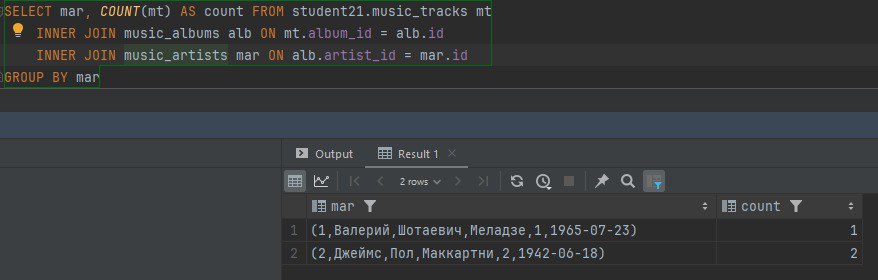 SELECT mar, COUNT(mt) AS count FROM student21.music_tracks mt
INNER JOIN music_albums alb ON mt.album_id = alb.id
INNER JOIN music_artists mar ON alb.artist_id = mar.id
GROUP BY mar
Output Result 1
2 rows
mar count
1 (1,Валерий,Шотаевич,Меладзе,1,1965-07-23) 1
2 (2,Джеймс,Пол,Маккартни,2,1942-06-18) 2